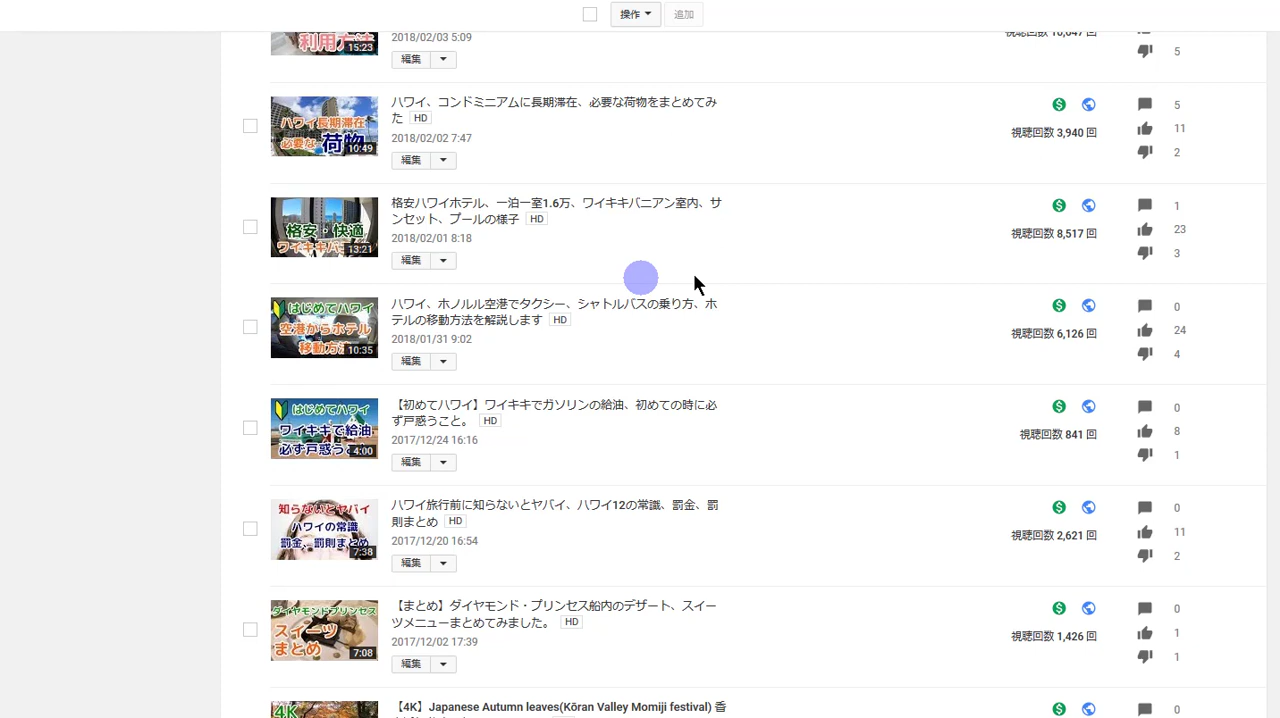 操作
追加
利用方法
15:23
2018/02/03 5:09
編集
5
ハワイ長期滞在
必要な荷物
10:49
ハワイ、コンドミニアムに長期滞在、必要な荷物をまとめてみ
た HD
2018/02/02 7:47
編集
視聴回数 3,940 回
5
11
2
格安・快適
13:21
格安ハワイホテル、一泊一室1.6万、ワイキキバニアン室内、サ
ンセット、プールの様子 HD
2018/02/01 8:18
編集
視聴回数 8,517 回
1
23
3
はじめてハワイ
空港からホテル
移動方法
10:35
ハワイ、ホノルル空港でタクシー、シャトルバスの乗り方、ホ
テルの移動方法を解説します HD
2018/01/31 9:02
編集
視聴回数 6,126 回
0
24
4
はじめてハワイ
ワイキキで給油
必ず戸惑うこと
4:00
【初めてハワイ】ワイキキでガソリンの給油、初めての時に必
ず戸惑うこと。 HD
2017/12/24 16:16
編集
視聴回数 841 回
0
8
1
知らないとヤバイ
ハワイの常識
罰金、罰則まとめ
7:38
ハワイ旅行前に知らないとヤバイ、ハワイ12の常識、罰金、罰
則まとめ HD
2017/12/20 16:54
編集
視聴回数 2,621 回
0
11
2
ダイヤモンドプリンセス
スイーツ
まとめ
7:08
【まとめ】ダイヤモンド・プリンセス船内のデザート、スイー
ツメニューまとめてみました。 HD
2017/12/02 17:39
編集
視聴回数 1,426 回
0
1
1
4K
【4K】Japanese Autumn leaves(Kōran Valley Momiji festival) 香
0